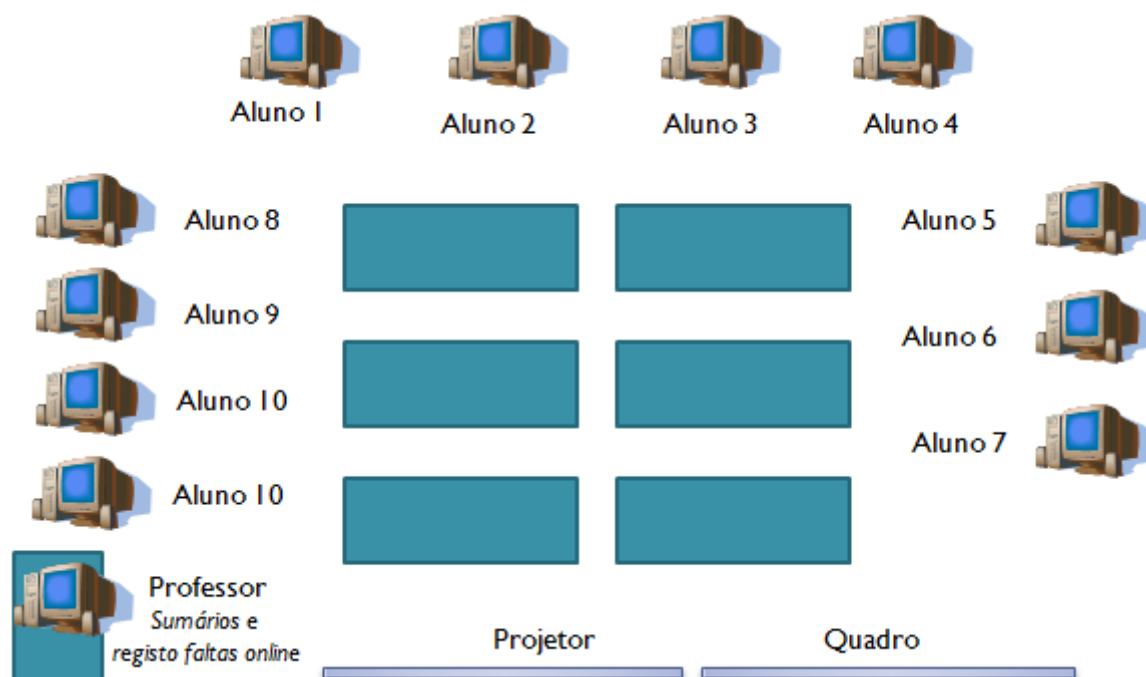 Aluno 1
Aluno 2
Aluno 3
Aluno 4
Aluno 8
Aluno 5
Aluno 9
Aluno 6
Aluno 10
Aluno 7
Aluno 10
Professor
Sumários e
registo faltas online
Projetor
Quadro